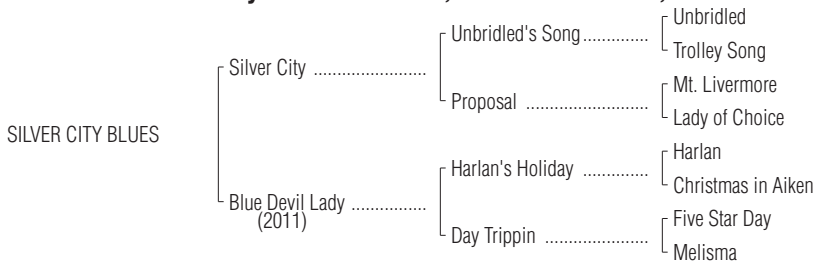 Unbridled
Unbridled's Song..............
Trolley Song
Silver City ........................
Mt. Livermore
Proposal ..........................
Lady of Choice
SILVER CITY BLUES
Harlan
Harlan's Holiday ..............
Christmas in Aiken
Blue Devil Lady ................
(2011)
Five Star Day
Day Trippin ......................
Melisma